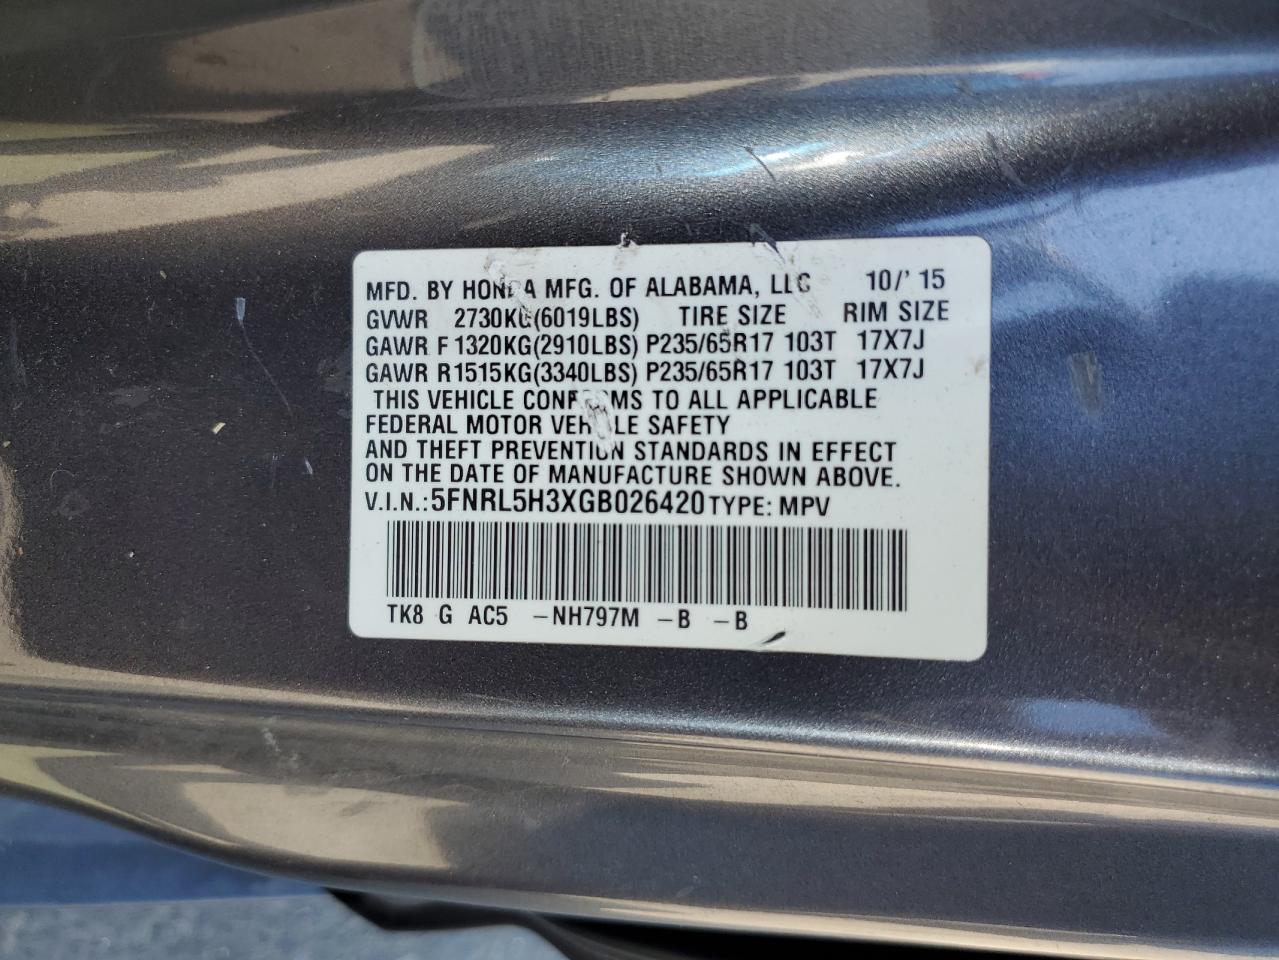 MFD. BY HONDA MFG. OF ALABAMA, LLC 10/'15
GVWR 2730KG(6019LBS) TIRE SIZE RIM SIZE
GAWR F1320KG(2910LBS) P235/65R17 103T 17X7J
GAWR R1515KG(3340LBS) P235/65R17 103T 17X7J
THIS VEHICLE CONFORMS TO ALL APPLICABLE
FEDERAL MOTOR VEHICLE SAFETY
AND THEFT PREVENTION STANDARDS IN EFFECT
ON THE DATE OF MANUFACTURE SHOWN ABOVE.
V.I.N.:5FNRL5H3XGB026420 TYPE: MPV
TK8 G AC5 -NH797M -B -B